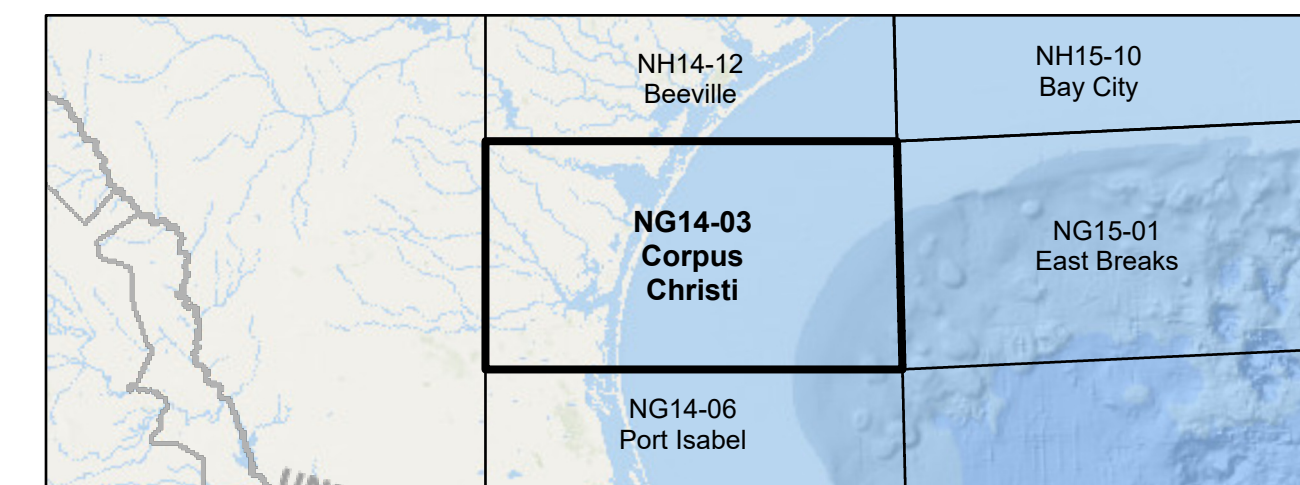 NH14-12
Beeville
NH15-10
Bay City
NG14-03
Corpus
Christi
NG15-01
East Breaks
NG14-06
Port Isabel